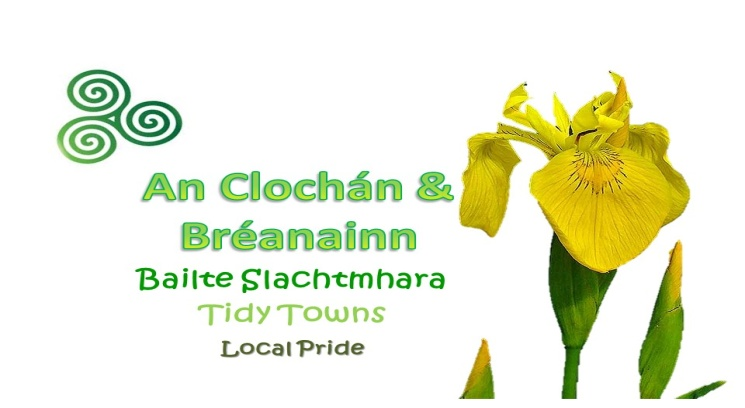 An Clochán &
Bréanainn
Bailte Slachtmhara
Tidy Towns
Local Pride